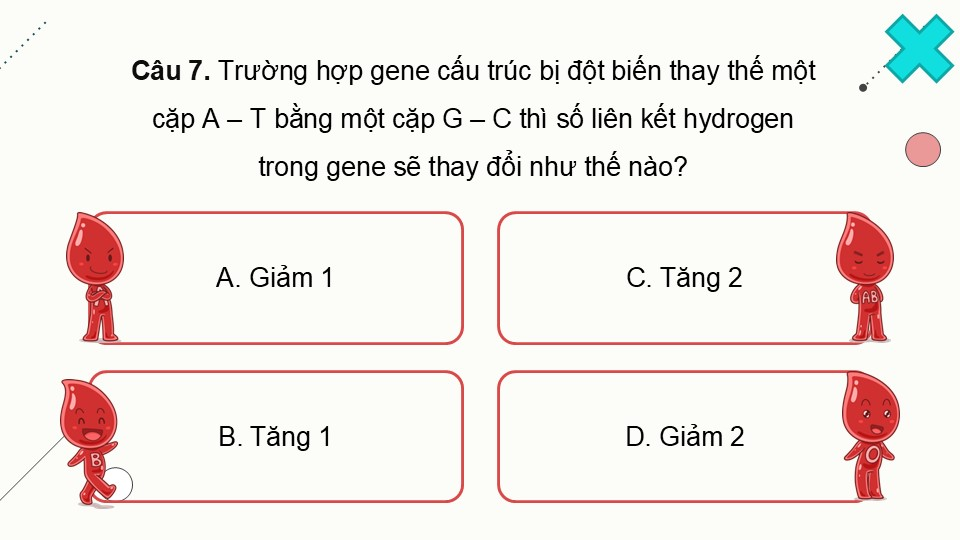 Câu 7. Trường hợp gene cấu trúc bị đột biến thay thế một
cặp A – T bằng một cặp G – C thì số liên kết hydrogen
trong gene sẽ thay đổi như thế nào?
A. Giảm 1
C. Tăng 2
A
AB
B. Tăng 1
D. Giảm 2
B
O